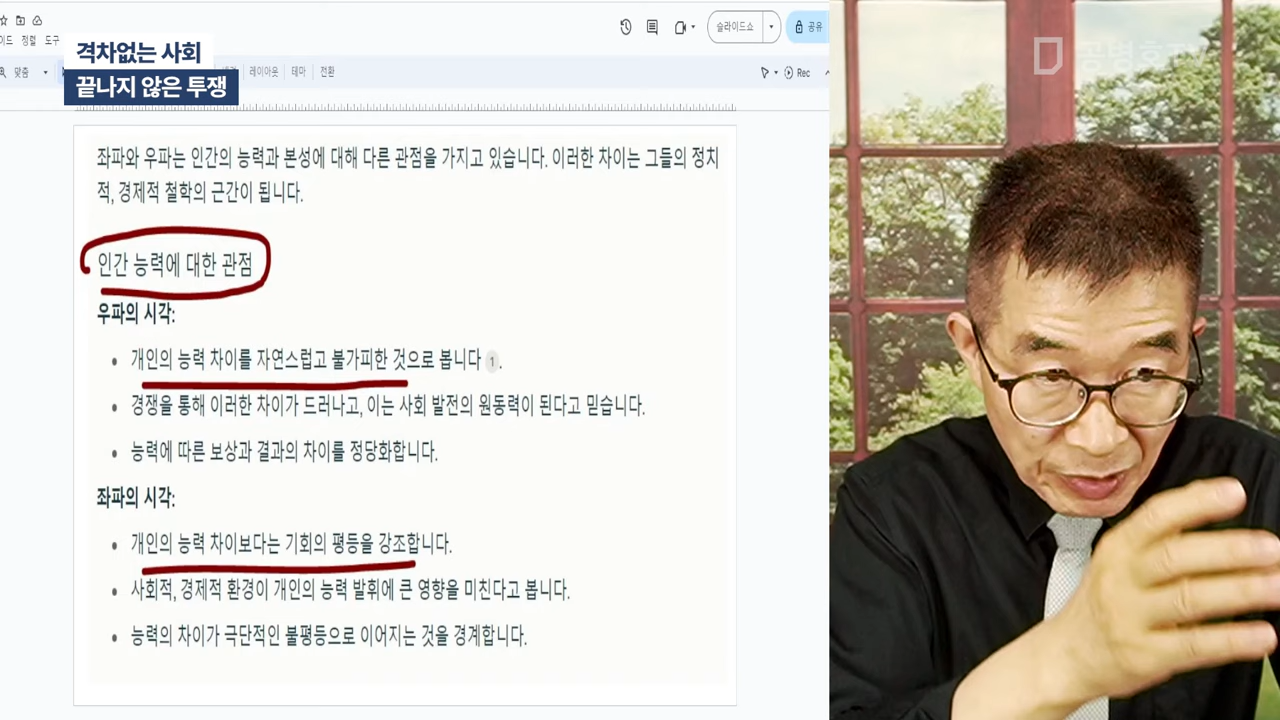 이드 정렬 도구
격차없는 사회
끝나지 않은 투쟁
슬라이드쇼
공유
맞춤
레이아웃
테마
전환
Rec
공병호TV
좌파와 우파는 인간의 능력과 본성에 대해 다른 관점을 가지고 있습니다. 이러한 차이는 그들의 정치
적, 경제적 철학의 근간이 됩니다.
인간 능력에 대한 관점
우파의 시각:
개인의 능력 차이를 자연스럽고 불가피한 것으로 봅니다 1.
경쟁을 통해 이러한 차이가 드러나고, 이는 사회 발전의 원동력이 된다고 믿습니다.
능력에 따른 보상과 결과의 차이를 정당화합니다.
좌파의 시각:
개인의 능력 차이보다는 기회의 평등을 강조합니다.
사회적, 경제적 환경이 개인의 능력 발휘에 큰 영향을 미친다고 봅니다.
능력의 차이가 극단적인 불평등으로 이어지는 것을 경계합니다.